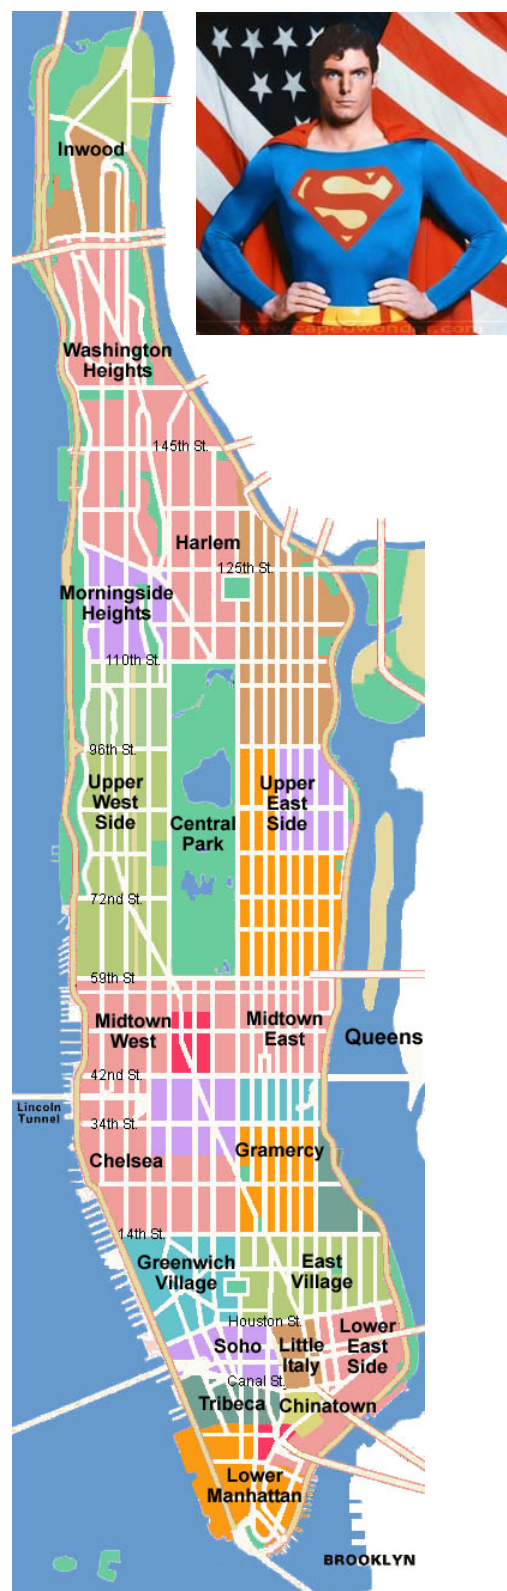 www.capedwonder.com
Inwood
Washington
Heights
145th St.
Harlem
125th St.
Morningside
Heights
110th St.
96th St.
Upper
West
Side
Central
Park
Upper
East
Side
72nd St.
59th St
Midtown
West
Midtown
East
Queens
42nd St.
Lincoln
Tunnel
34th St.
Chelsea
Gramercy
14th St.
Greenwich
Village
East
Village
Houston St.
Soho
Little
Italy
Lower
East
Side
Canal St.
Tribeca
Chinatown
Lower
Manhattan
BROOKLYN